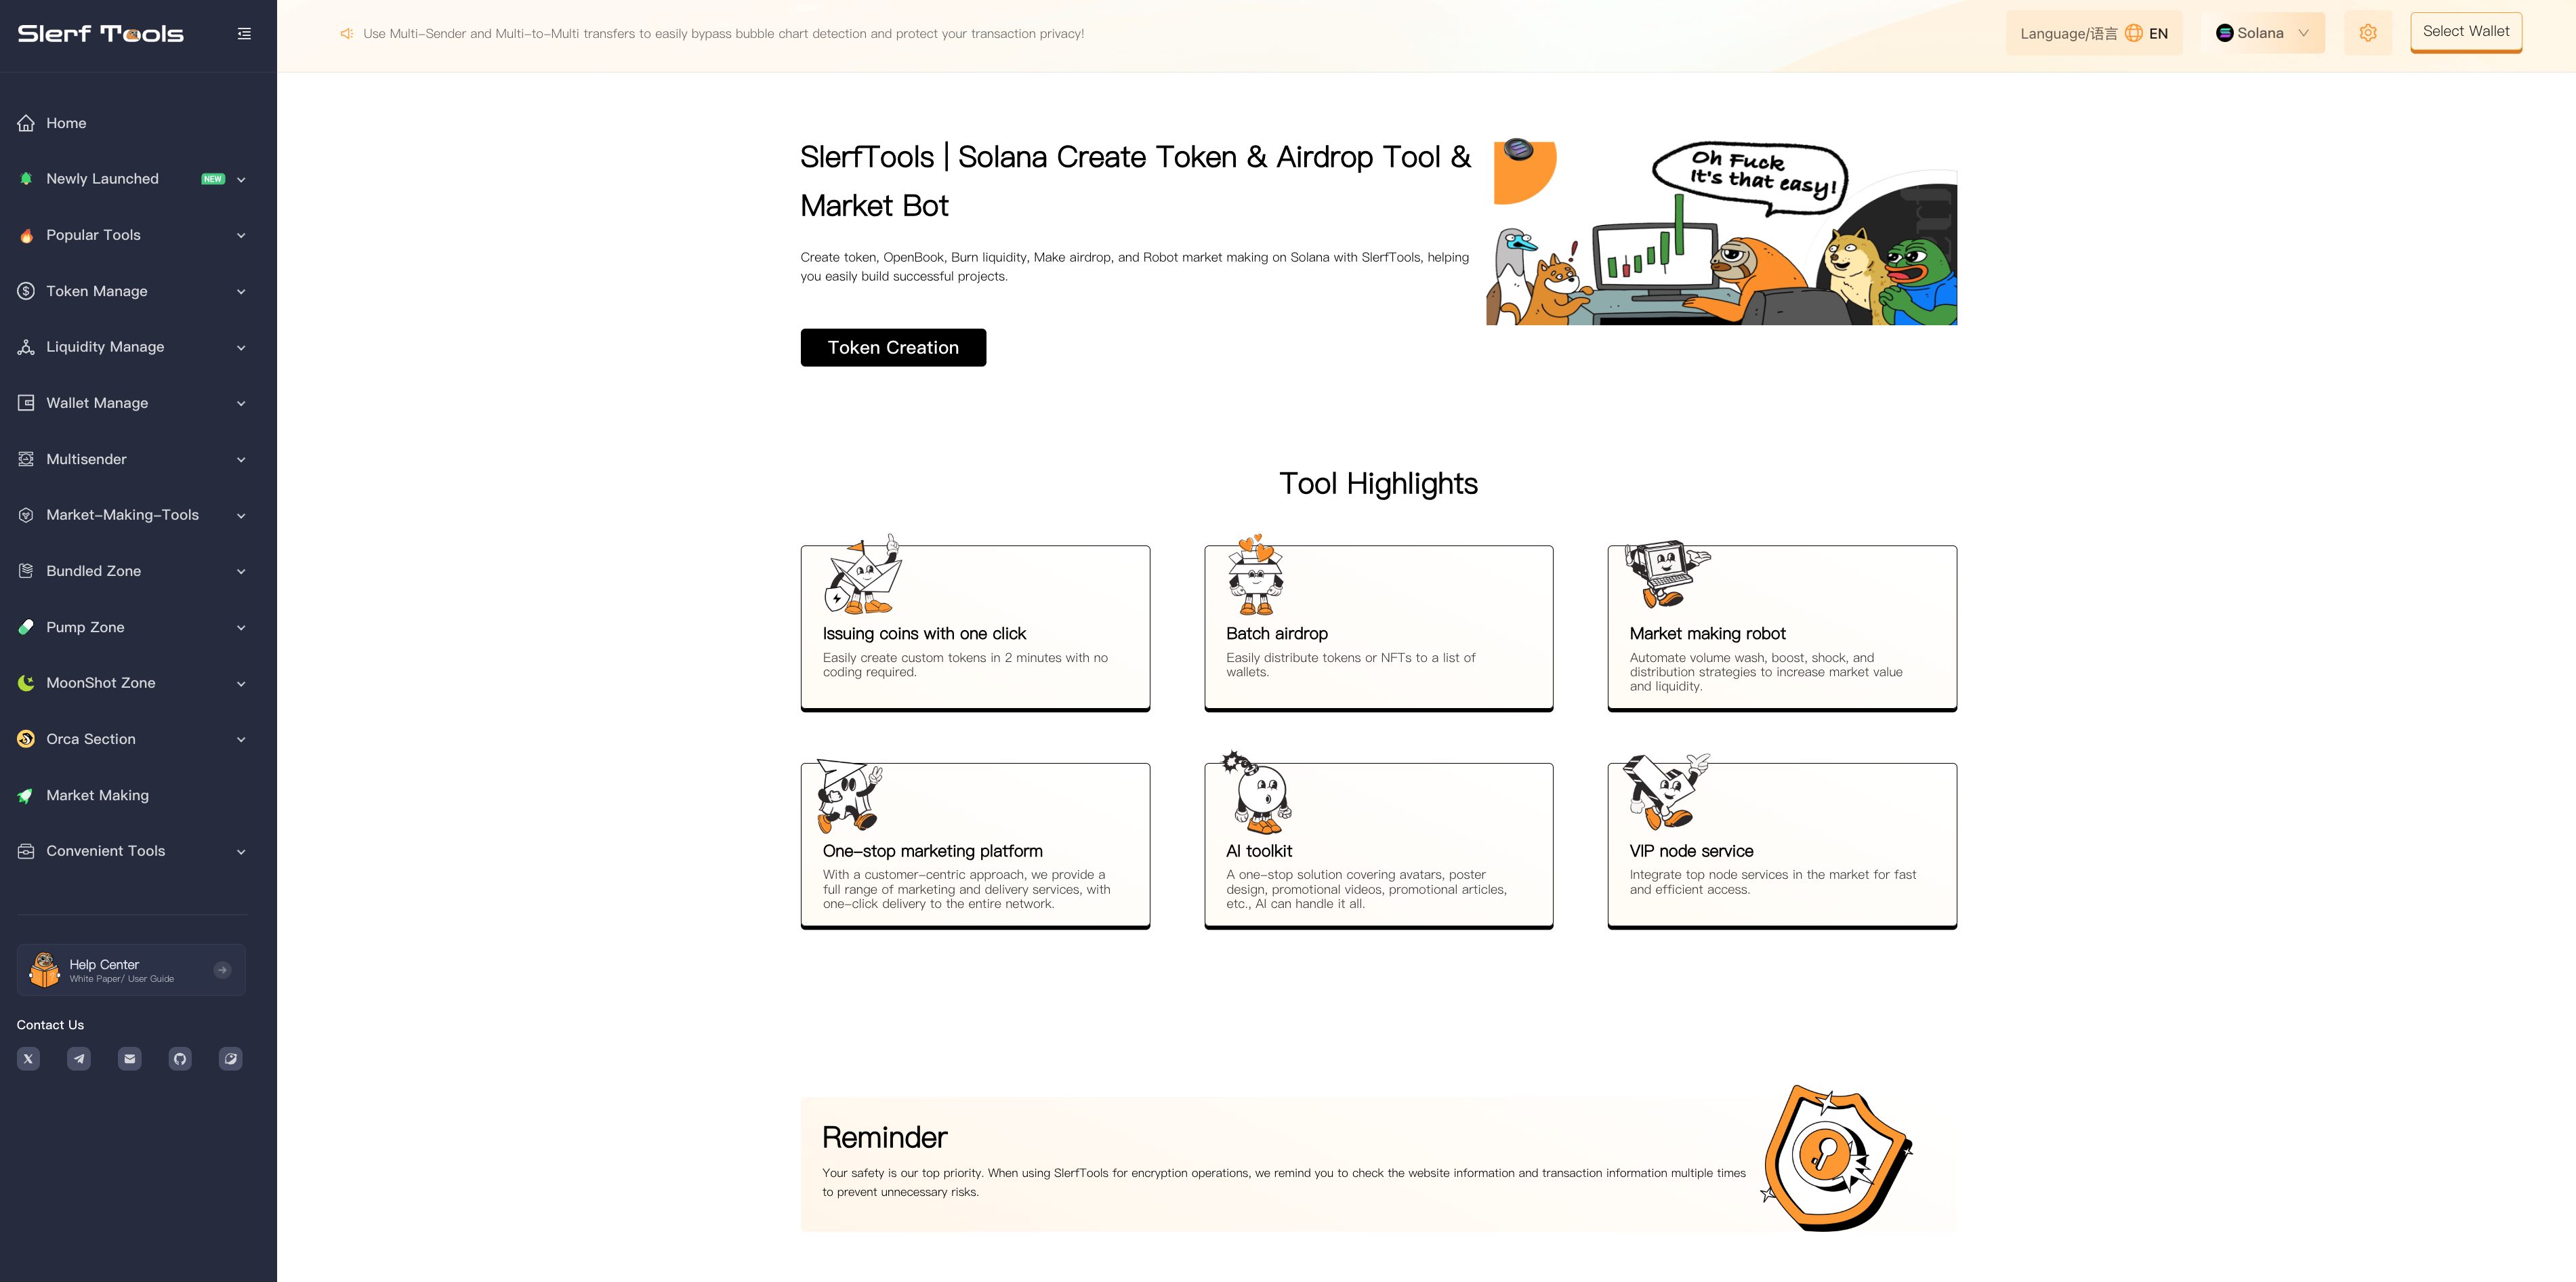 Slerf Tools
Use Multi-Sender and Multi-to-Multi transfers to easily bypass bubble chart detection and protect your transaction privacy!
Language/语言 EN
Solana
Select Wallet
Home
Newly Launched NEW
Popular Tools
Token Manage
Liquidity Manage
Wallet Manage
Multisender
Market-Making-Tools
Bundled Zone
Pump Zone
MoonShot Zone
Orca Section
Market Making
Convenient Tools
Help Center
White Paper/ User Guide
Contact Us
SlerfTools | Solana Create Token & Airdrop Tool &
Market Bot
Create token, OpenBook, Burn liquidity, Make airdrop, and Robot market making on Solana with SlerfTools, helping
you easily build successful projects.
Token Creation
Oh Fuck
It's that easy!
Tool Highlights
Issuing coins with one click
Easily create custom tokens in 2 minutes with no
coding required.
Batch airdrop
Easily distribute tokens or NFTs to a list of
wallets.
Market making robot
Automate volume wash, boost, shock, and
distribution strategies to increase market value
and liquidity.
One-stop marketing platform
With a customer-centric approach, we provide a
full range of marketing and delivery services, with
one-click delivery to the entire network.
AI toolkit
A one-stop solution covering avatars, poster
design, promotional videos, promotional articles,
etc., AI can handle it all.
VIP node service
Integrate top node services in the market for fast
and efficient access.
Reminder
Your safety is our top priority. When using SlerfTools for encryption operations, we remind you to check the website information and transaction information multiple times
to prevent unnecessary risks.